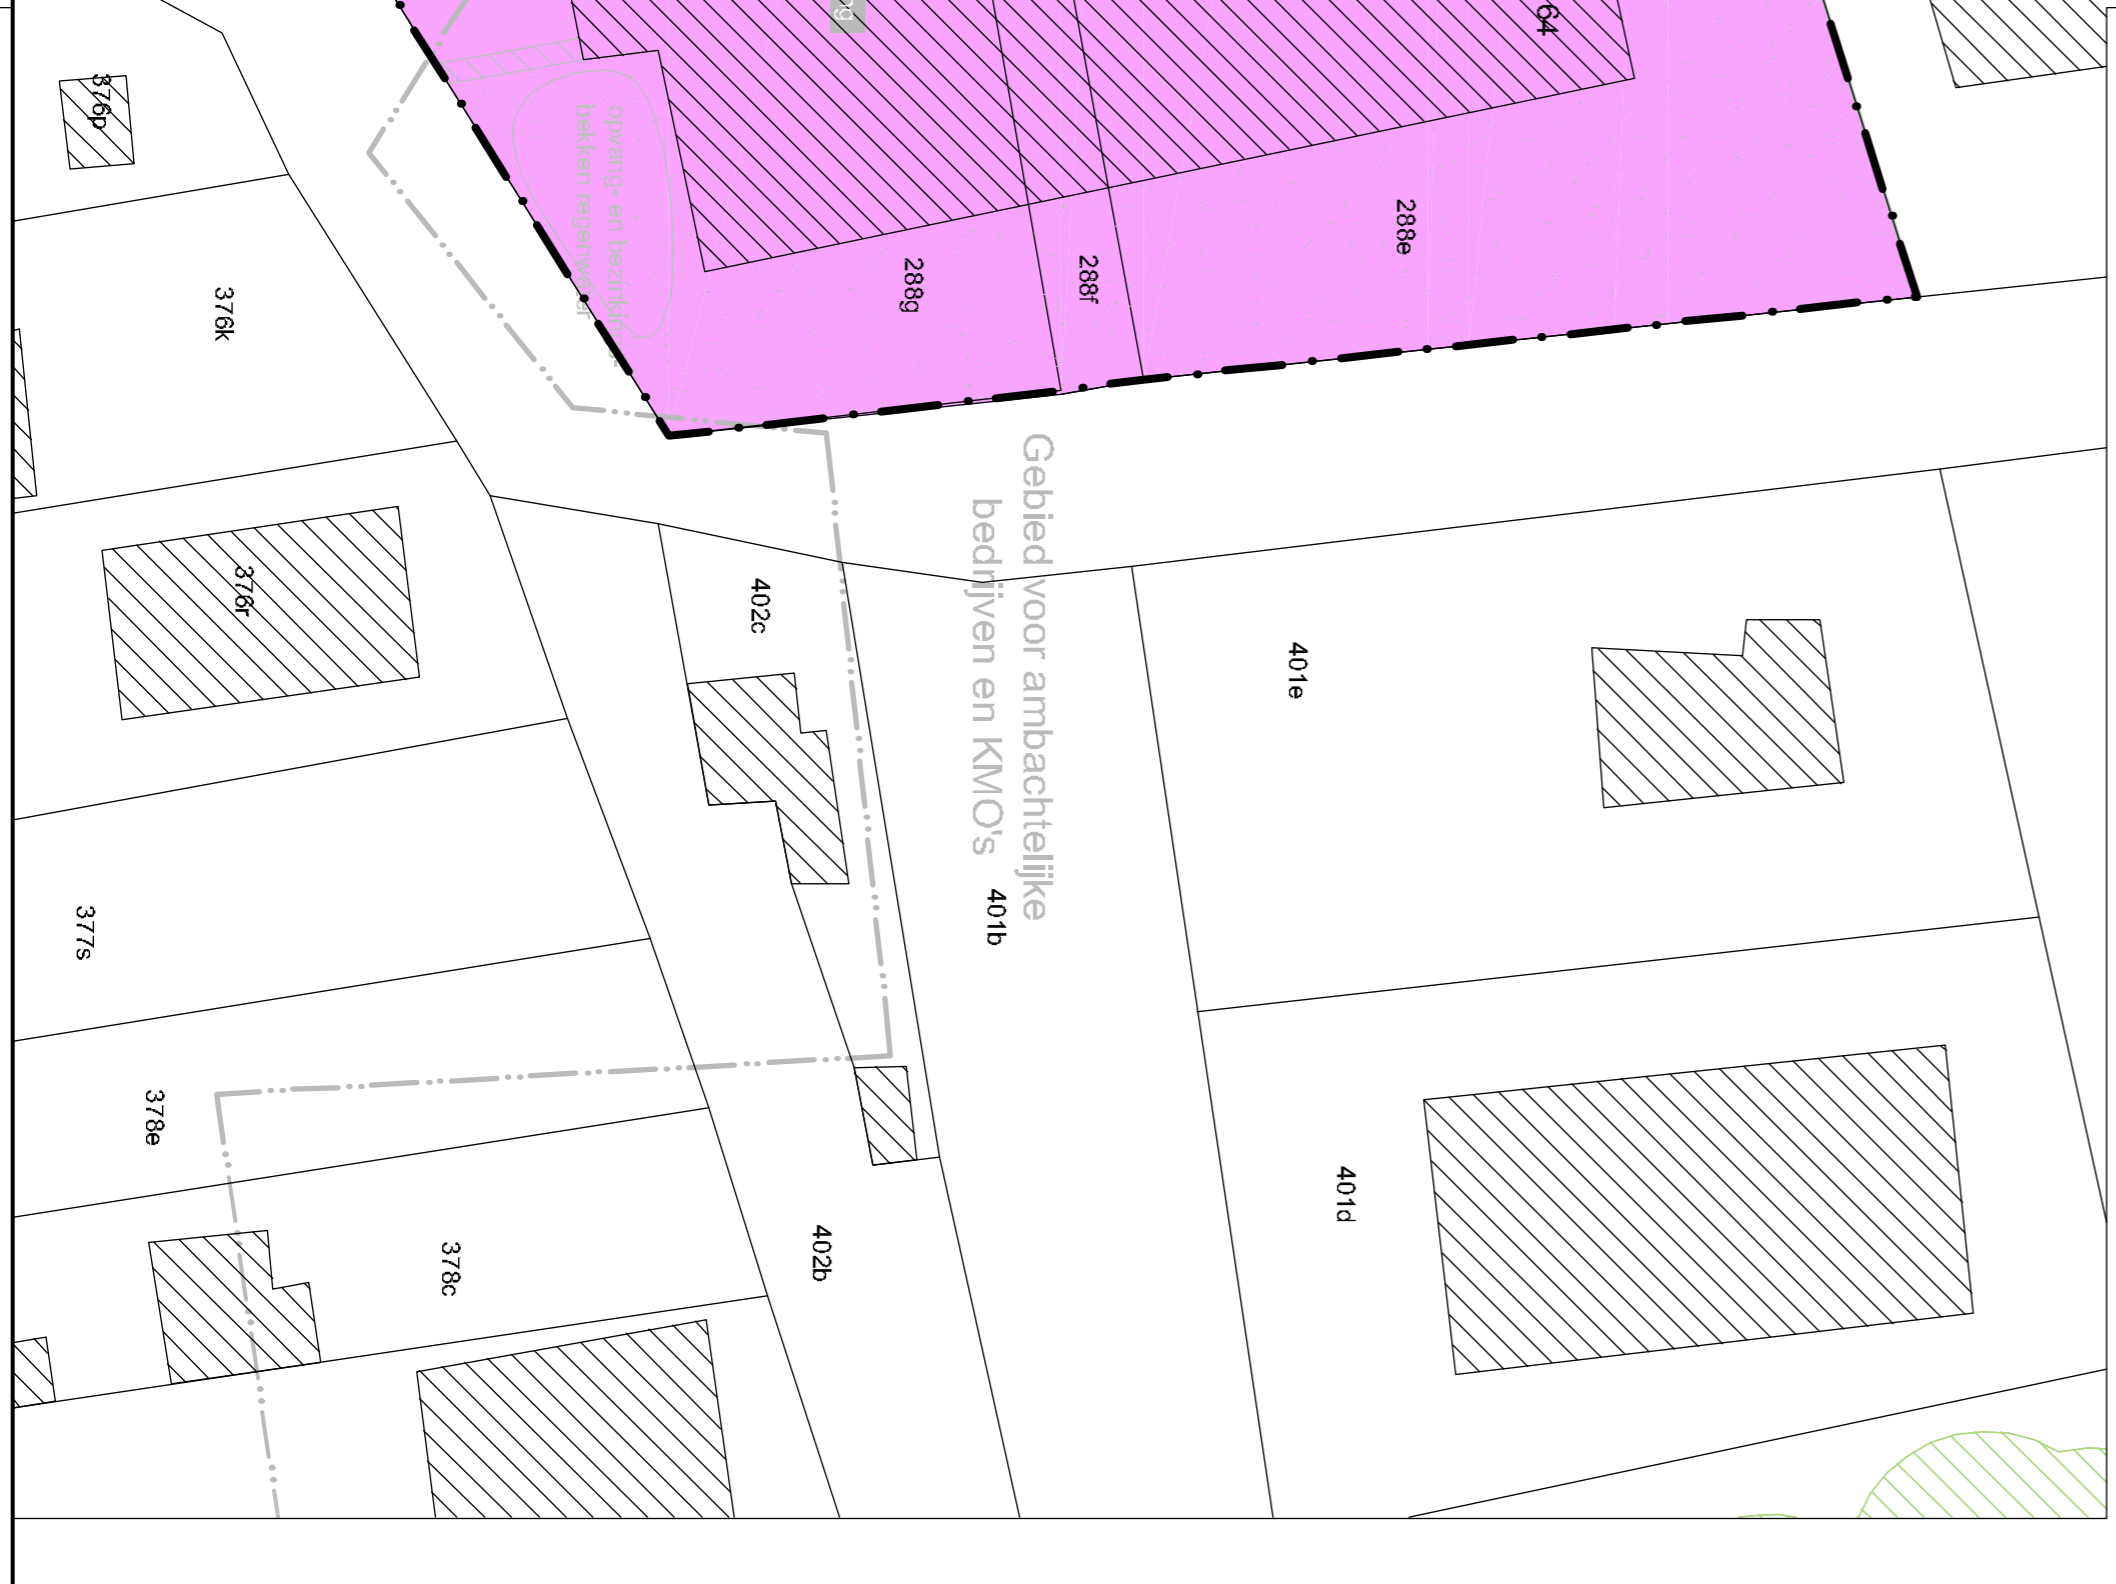 64
376p
opvang- en bezinkings-
bekken regenwater
288e
288g
288f
376k
Gebied voor ambachtelijke
bedrijven en KMO's
376r
402c
401e
401b
377s
378e
401d
402b
378c